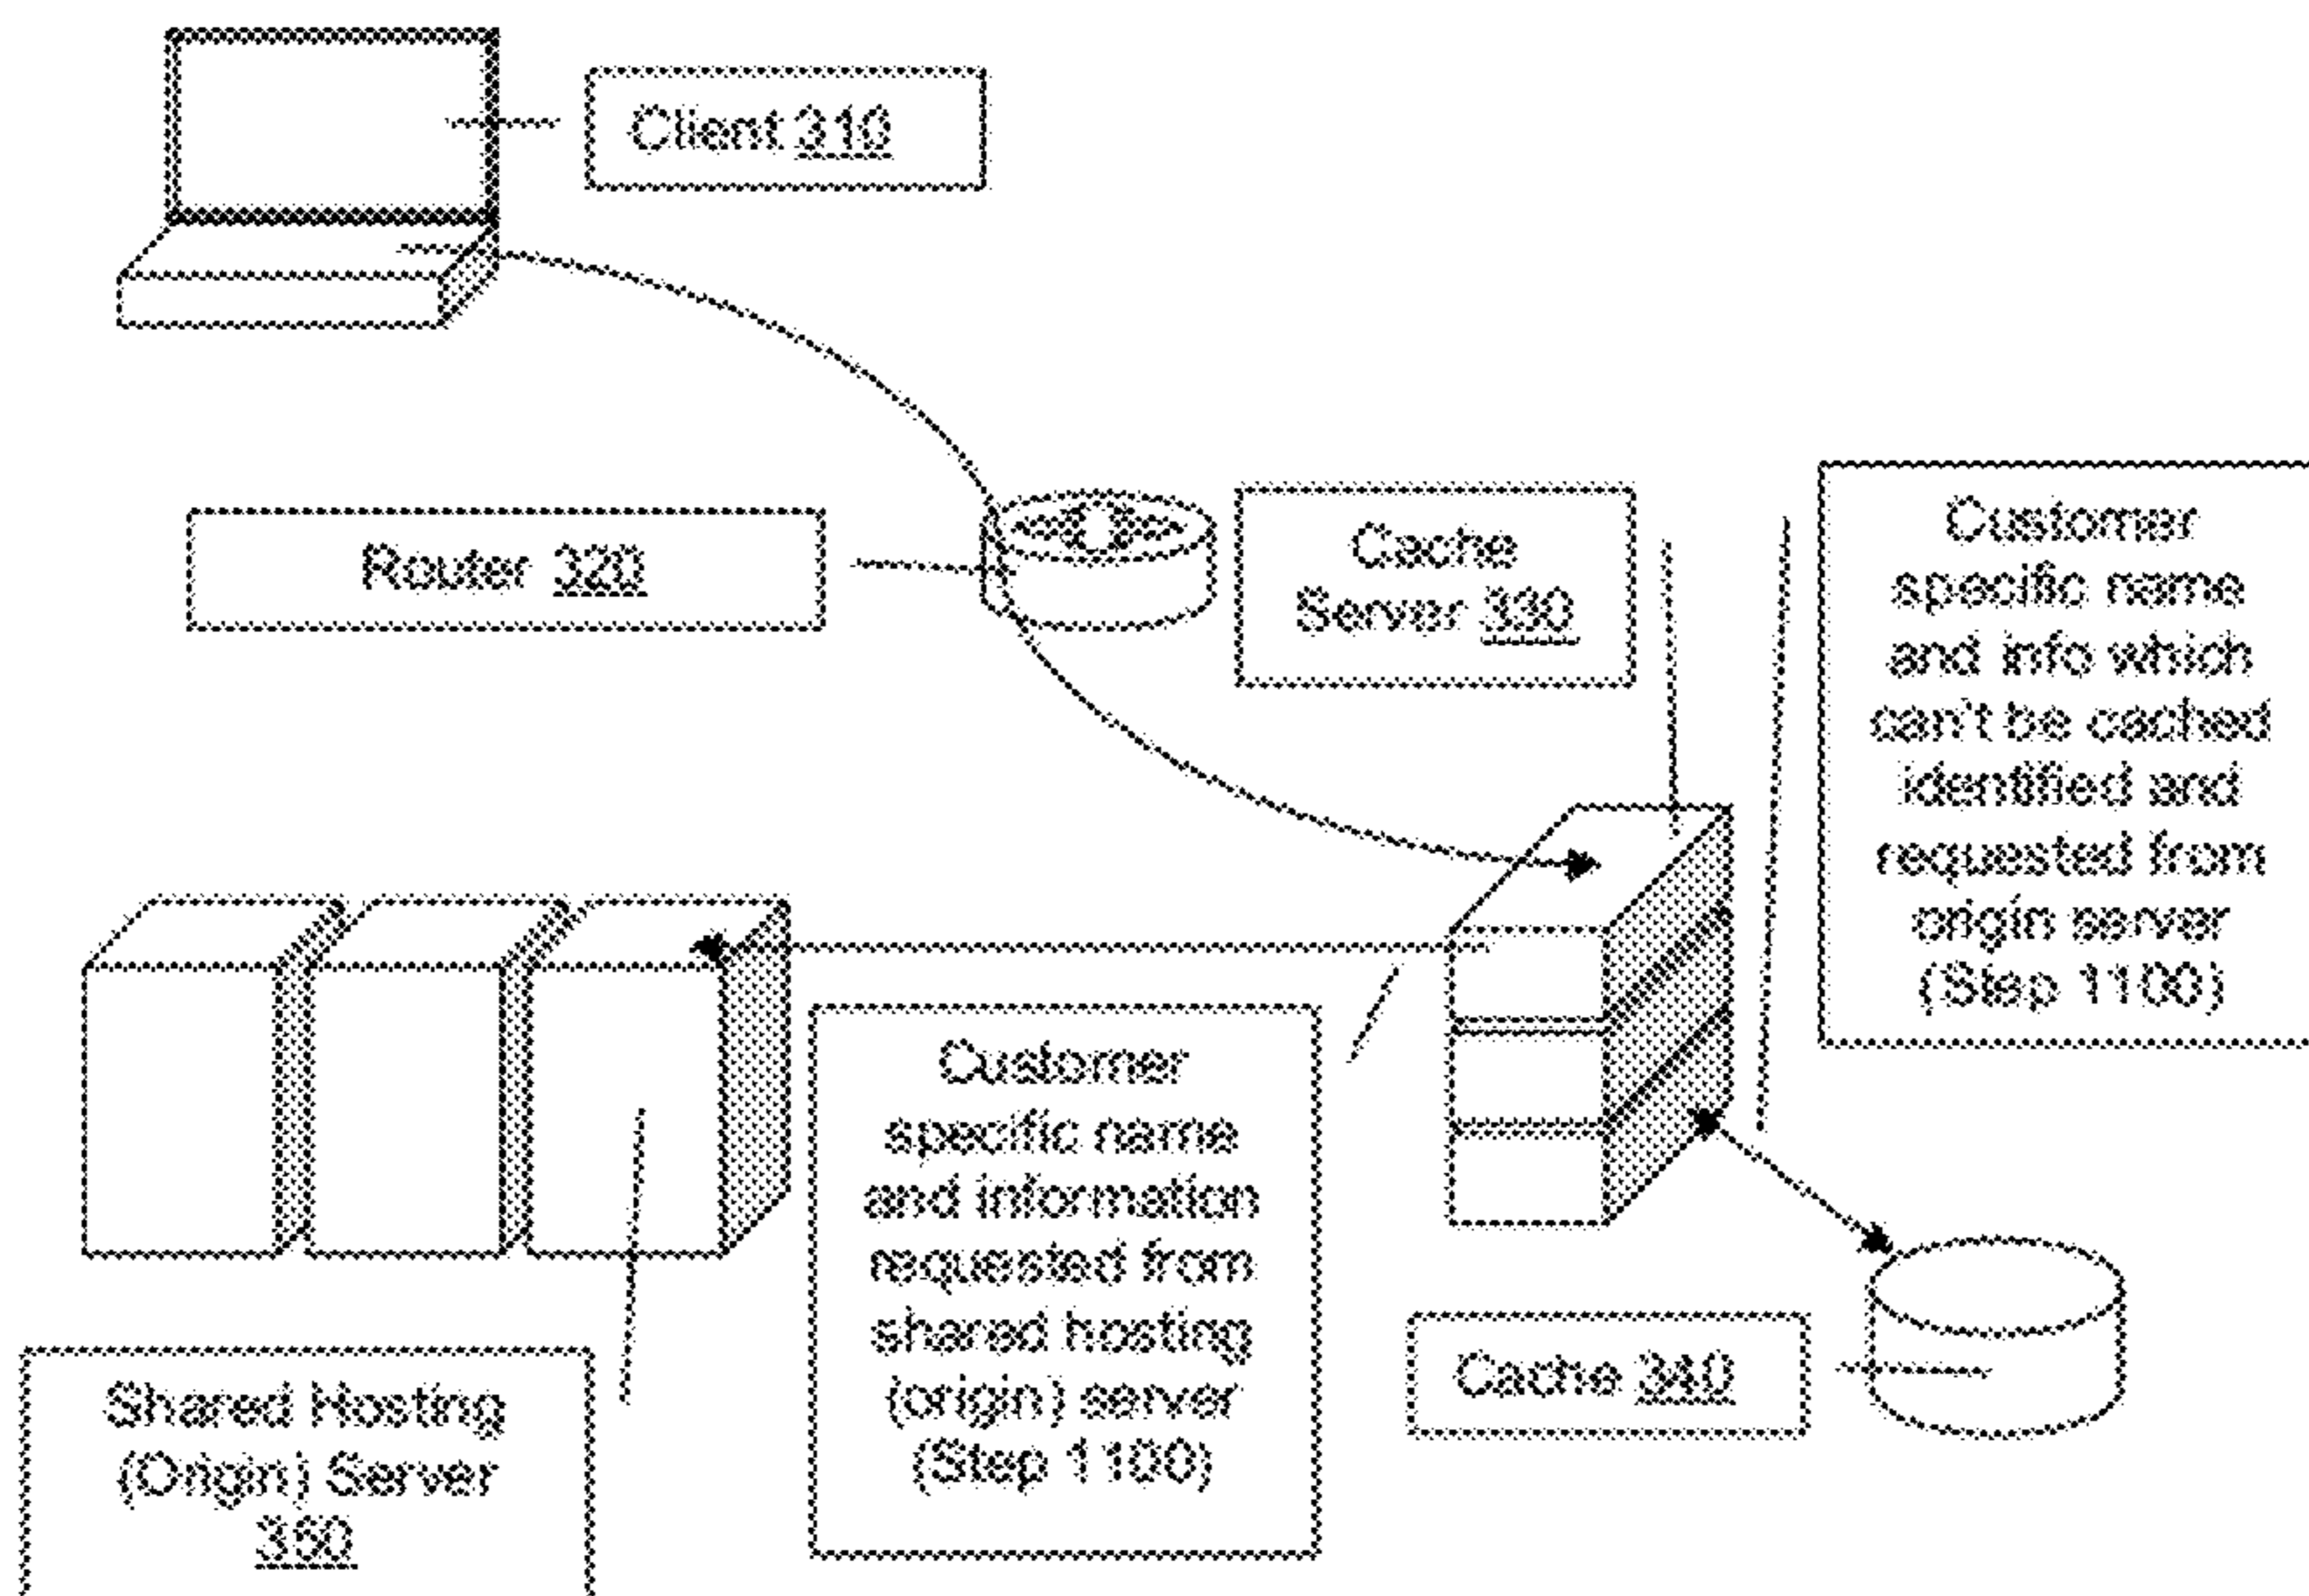 Client 310
Router 320
Cache
Server 330
Customer
specific name
and info which
can't be cached
identified and
requested from
origin server
(Step 1100)
Customer
specific name
and information
requested from
shared hosting
(origin) server
(Step 1100)
Cache 340
Shared Hosting
(Origin) Server
350